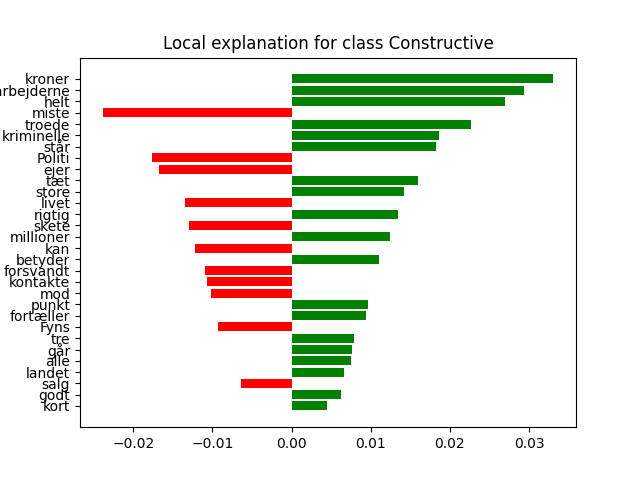 Local explanation for class Constructive
kroner
arbejderne
helt
miste
troede
kriminelle
står
Politi
ejer
tæt
store
livet
rigtig
skete
millioner
kan
betyder
forsvandt
kontakte
mod
punkt
fortæller
Fyns
tre
går
alle
landet
salg
godt
kort
−0.02 −0.01 0.00 0.01 0.02 0.03